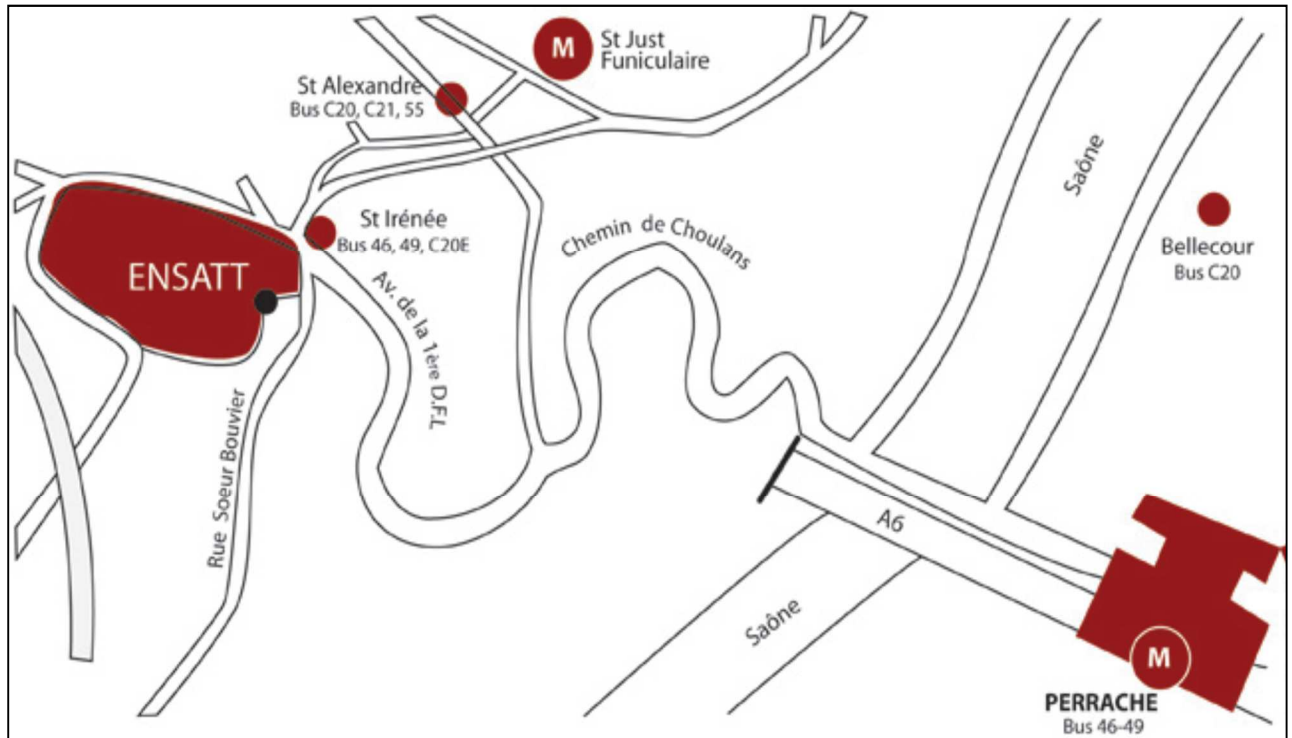 M
St Just
Funiculaire
St Alexandre
Bus C20, C21, 55
Saône
St Irénée
Bus 46, 49, C20E
Chemin de Choulans
Bellecour
Bus C20
ENSATT
Av. de la 1ère D.F.L
Rue Soeur Bouvier
A6
Saône
M
PERRACHE
Bus 46-49